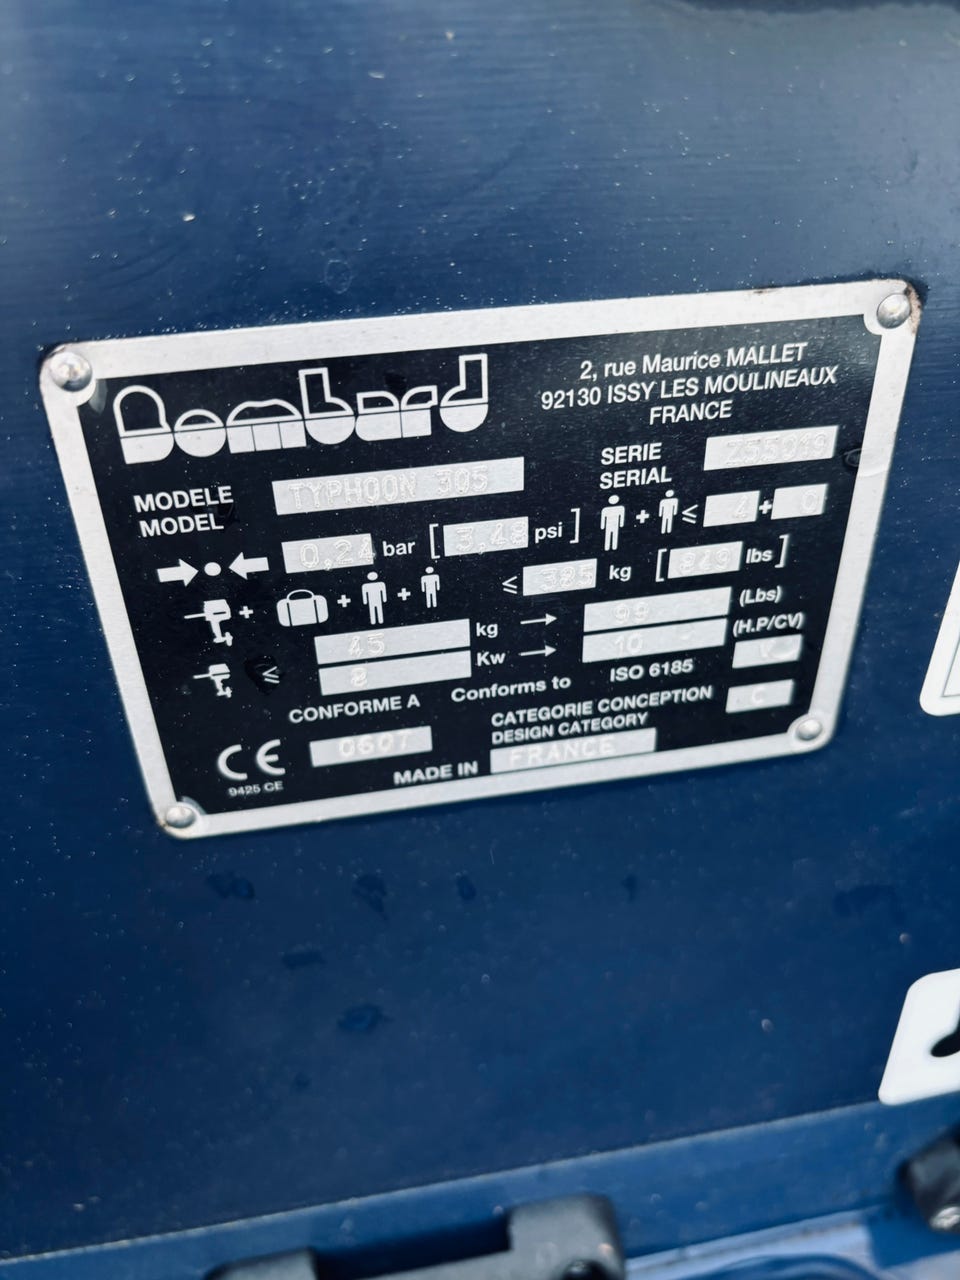 Bombard
2, rue Maurice MALLET
92130 ISSY LES MOULINEAUX
FRANCE
MODELE
MODEL
TYPHOON 305
SERIE
SERIAL
Z55019
0,24 bar [3,48 psi]
+ ≤ 4 + 0
+ + + ≤ 385 kg [849 lbs]
45 kg → 99 (Lbs)
≤ 8 Kw → 10 (H.P/CV)
CONFORME A Conforms to ISO 6185
CE 0607
9425 CE
CATEGORIE CONCEPTION
DESIGN CATEGORY
C
MADE IN FRANCE